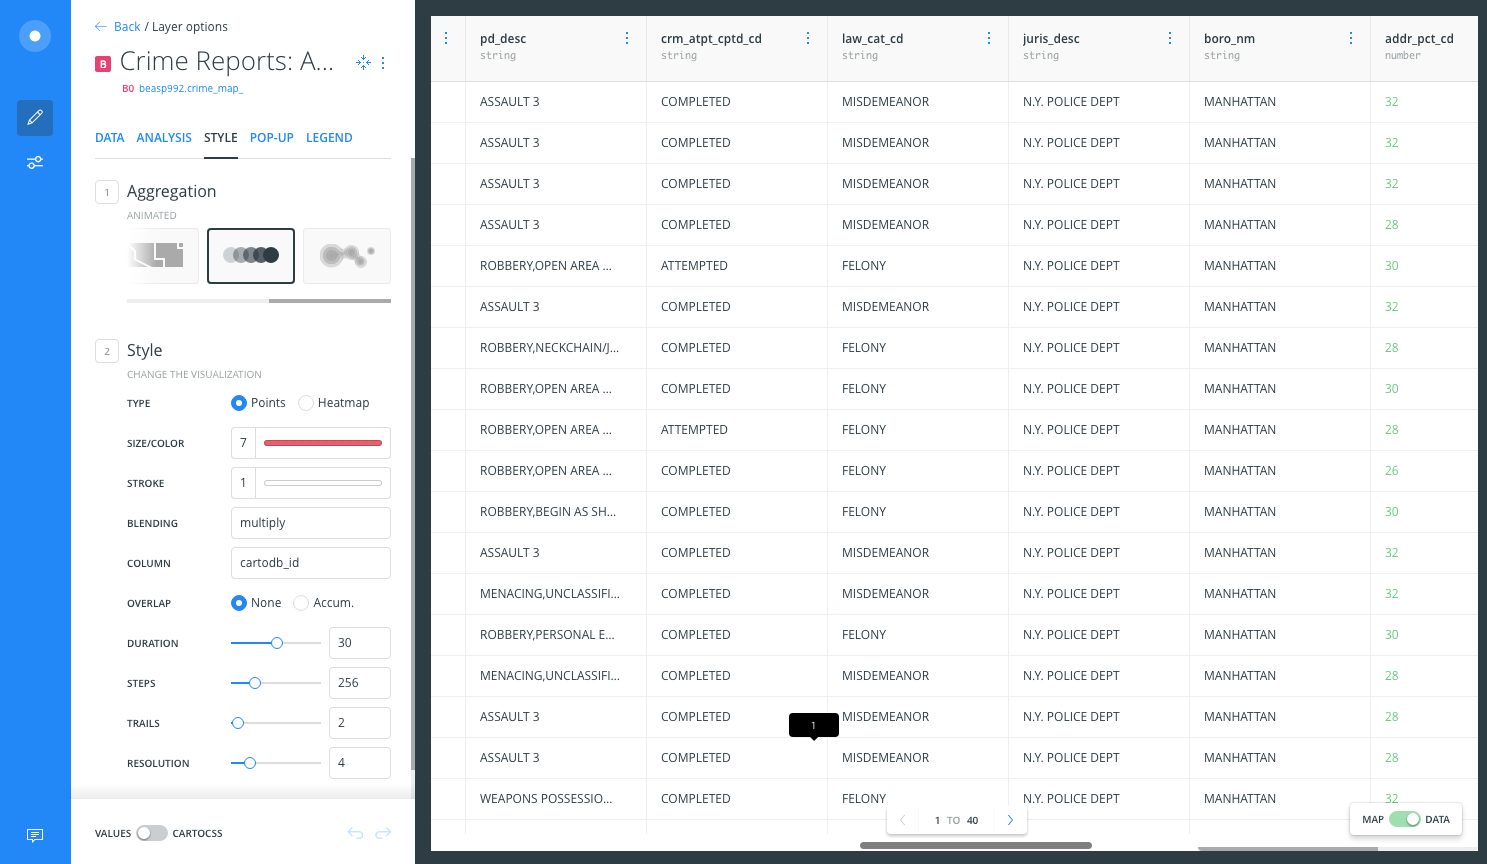 Back / Layer options
B Crime Reports: A...
B0 beasp992.crime_map_
DATA ANALYSIS STYLE POP-UP LEGEND
1 Aggregation
ANIMATED
2 Style
CHANGE THE VISUALIZATION
TYPE Points Heatmap
SIZE/COLOR 7
STROKE 1
BLENDING multiply
COLUMN cartodb_id
OVERLAP None Accum.
DURATION 30
STEPS 256
TRAILS 2
RESOLUTION 4
VALUES CARTOCSS
pd_desc crm_atpt_cptd_cd law_cat_cd juris_desc boro_nm addr_pct_cd
string string string string string number
ASSAULT 3 COMPLETED MISDEMEANOR N.Y. POLICE DEPT MANHATTAN 32
ASSAULT 3 COMPLETED MISDEMEANOR N.Y. POLICE DEPT MANHATTAN 32
ASSAULT 3 COMPLETED MISDEMEANOR N.Y. POLICE DEPT MANHATTAN 32
ASSAULT 3 COMPLETED MISDEMEANOR N.Y. POLICE DEPT MANHATTAN 28
ROBBERY,OPEN AREA ... ATTEMPTED FELONY N.Y. POLICE DEPT MANHATTAN 30
ASSAULT 3 COMPLETED MISDEMEANOR N.Y. POLICE DEPT MANHATTAN 32
ROBBERY,NECKCHAIN/J... COMPLETED FELONY N.Y. POLICE DEPT MANHATTAN 28
ROBBERY,OPEN AREA ... COMPLETED FELONY N.Y. POLICE DEPT MANHATTAN 30
ROBBERY,OPEN AREA ... ATTEMPTED FELONY N.Y. POLICE DEPT MANHATTAN 28
ROBBERY,OPEN AREA ... COMPLETED FELONY N.Y. POLICE DEPT MANHATTAN 26
ROBBERY,BEGIN AS SH... COMPLETED FELONY N.Y. POLICE DEPT MANHATTAN 30
ASSAULT 3 COMPLETED MISDEMEANOR N.Y. POLICE DEPT MANHATTAN 32
MENACING,UNCLASSIFI... COMPLETED MISDEMEANOR N.Y. POLICE DEPT MANHATTAN 32
ROBBERY,PERSONAL E... COMPLETED FELONY N.Y. POLICE DEPT MANHATTAN 30
MENACING,UNCLASSIFI... COMPLETED MISDEMEANOR N.Y. POLICE DEPT MANHATTAN 28
ASSAULT 3 COMPLETED MISDEMEANOR N.Y. POLICE DEPT MANHATTAN 28
1
ASSAULT 3 COMPLETED MISDEMEANOR N.Y. POLICE DEPT MANHATTAN 28
WEAPONS POSSESSIO... COMPLETED FELONY N.Y. POLICE DEPT MANHATTAN 32
1 TO 40
MAP DATA